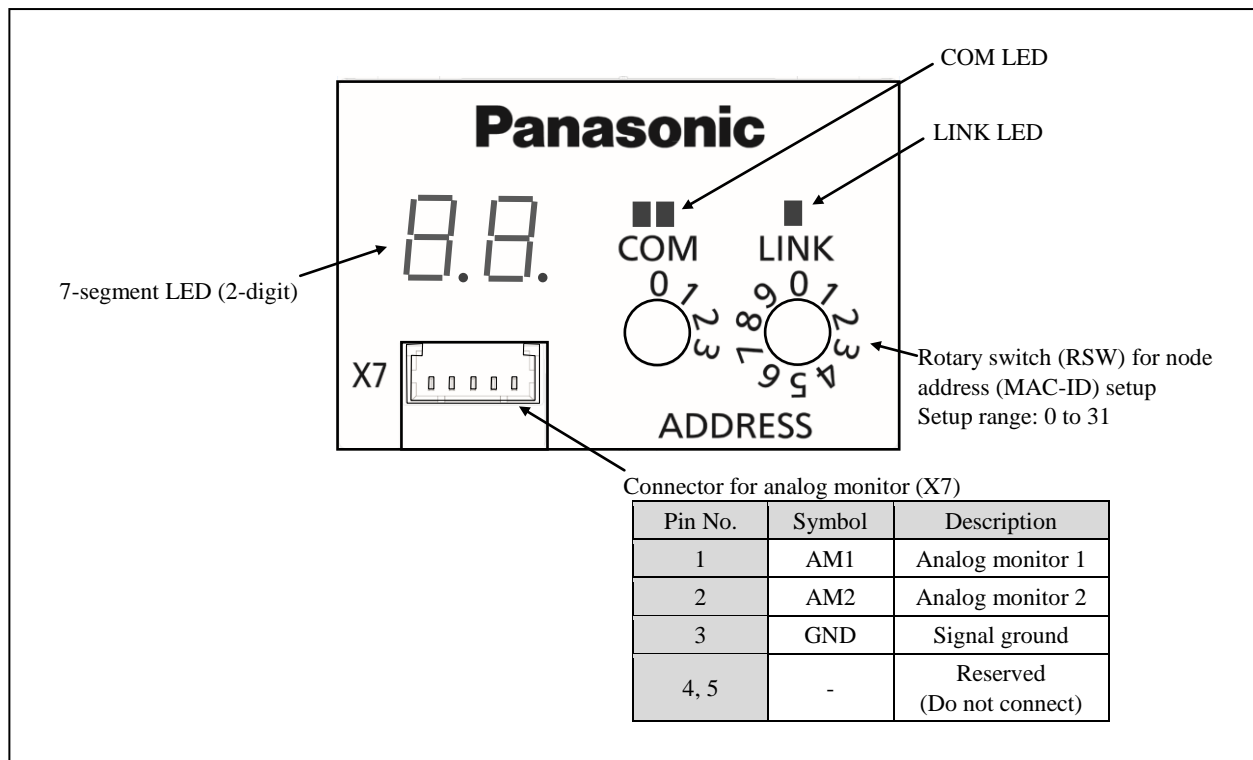 COM LED
Panasonic
LINK LED
8.8.
COM LINK
7-segment LED (2-digit)
0 1 2 3
0 1 2 3 4 5 6 7 8 9
X7
Rotary switch (RSW) for node
address (MAC-ID) setup
Setup range: 0 to 31
ADDRESS
Connector for analog monitor (X7)
Pin No. Symbol Description
1 AM1 Analog monitor 1
2 AM2 Analog monitor 2
3 GND Signal ground
4, 5 - Reserved
(Do not connect)